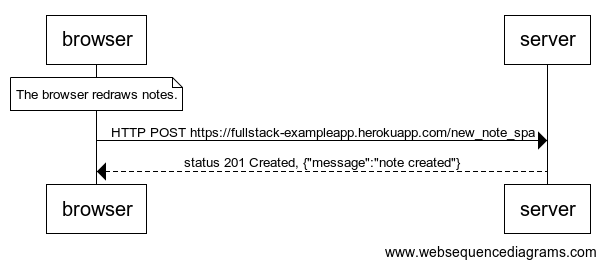 browser
server
The browser redraws notes.
HTTP POST https://fullstack-exampleapp.herokuapp.com/new_note_spa
status 201 Created, {"message":"note created"}
browser
server
www.websequencediagrams.com